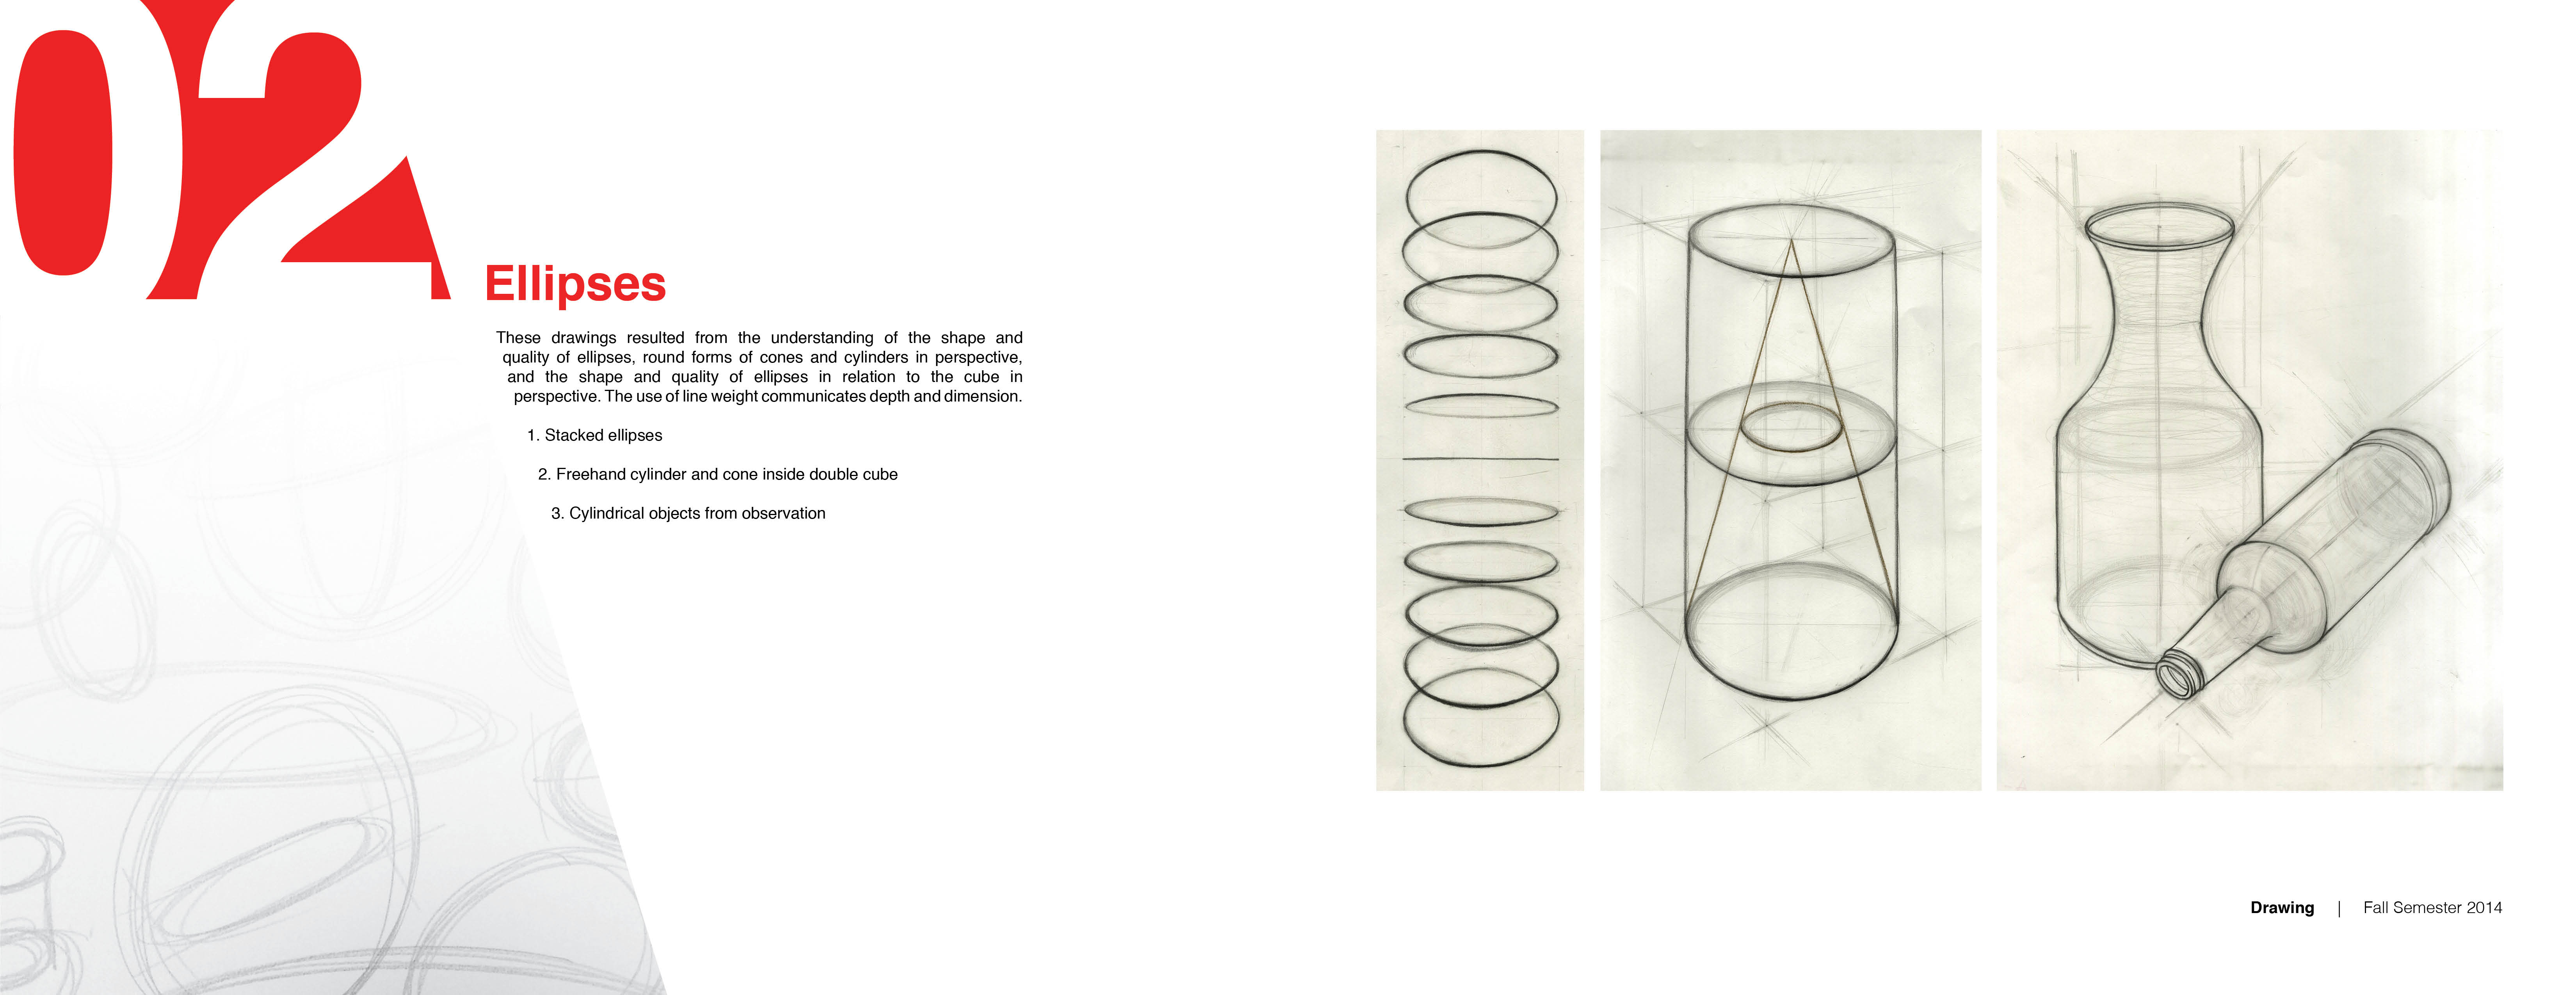 02
Ellipses
These drawings resulted from the understanding of the shape and
quality of ellipses, round forms of cones and cylinders in perspective,
and the shape and quality of ellipses in relation to the cube in
perspective. The use of line weight communicates depth and dimension.
1. Stacked ellipses
2. Freehand cylinder and cone inside double cube
3. Cylindrical objects from observation
Drawing | Fall Semester 2014